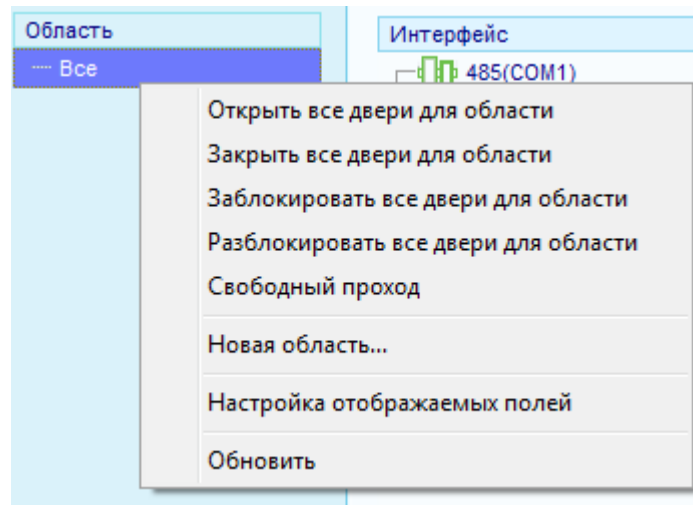 Область
Интерфейс
Все
485(COM1)
Открыть все двери для области
Закрыть все двери для области
Заблокировать все двери для области
Разблокировать все двери для области
Свободный проход
Новая область...
Настройка отображаемых полей
Обновить